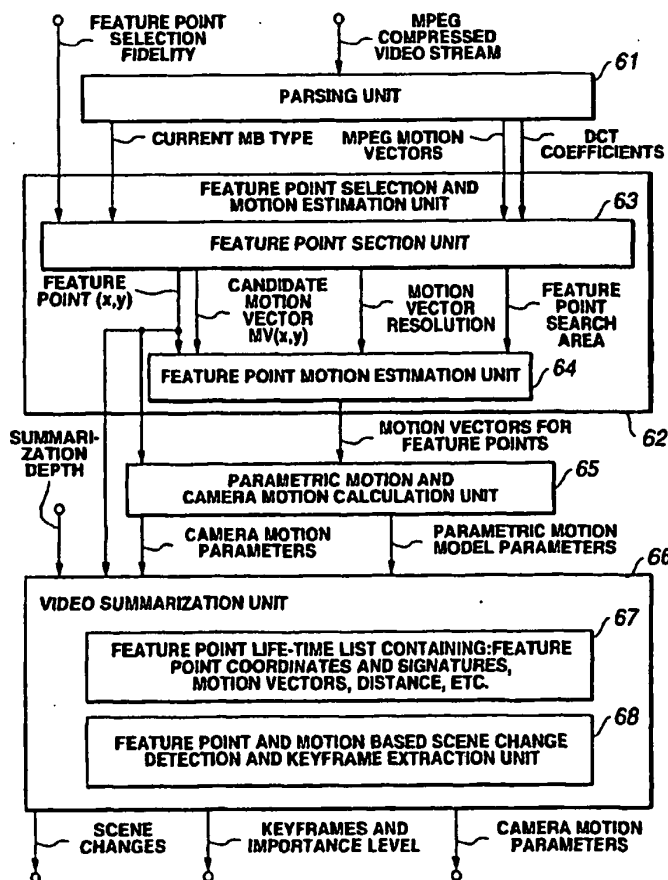 FEATURE POINT
SELECTION
FIDELITY
MPEG
COMPRESSED
VIDEO STREAM
61
PARSING UNIT
CURRENT MB TYPE
MPEG MOTION
VECTORS
DCT
COEFFICIENTS
FEATURE POINT SELECTION AND
MOTION ESTIMATION UNIT
63
FEATURE POINT SECTION UNIT
FEATURE
POINT (x,y)
CANDIDATE
MOTION
VECTOR
MV(x,y)
MOTION
VECTOR
RESOLUTION
FEATURE
POINT
SEARCH
AREA
FEATURE POINT MOTION ESTIMATION UNIT
64
62
SUMMARI-
ZATION
DEPTH
MOTION VECTORS FOR
FEATURE POINTS
65
PARAMETRIC MOTION AND
CAMERA MOTION CALCULATION UNIT
CAMERA MOTION
PARAMETERS
PARAMETRIC MOTION
MODEL PARAMETERS
66
VIDEO SUMMARIZATION UNIT
67
FEATURE POINT LIFE-TIME LIST CONTAINING:FEATURE
POINT COORDINATES AND SIGNATURES,
MOTION VECTORS, DISTANCE, ETC.
68
FEATURE POINT AND MOTION BASED SCENE CHANGE
DETECTION AND KEYFRAME EXTRACTION UNIT
SCENE
CHANGES
KEYFRAMES AND
IMPORTANCE LEVEL
CAMERA MOTION
PARAMETERS